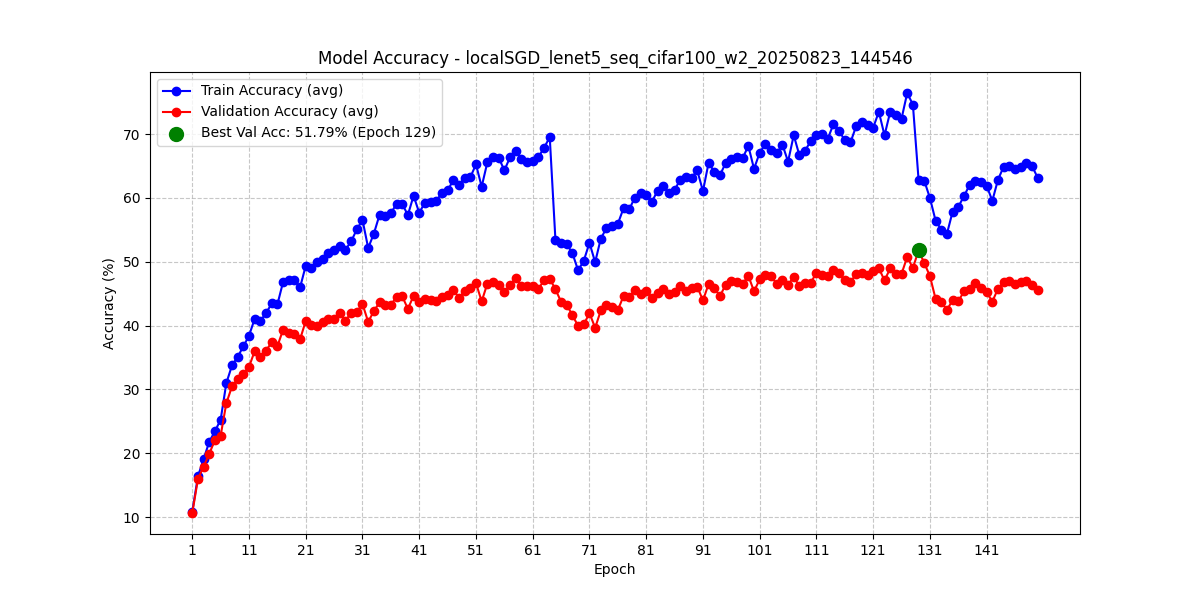 Model Accuracy - localSGD_lenet5_seq_cifar100_w2_20250823_144546
Train Accuracy (avg)
Validation Accuracy (avg)
Best Val Acc: 51.79% (Epoch 129)
Accuracy (%)
70
60
50
40
30
20
10
1 11 21 31 41 51 61 71 81 91 101 111 121 131 141
Epoch